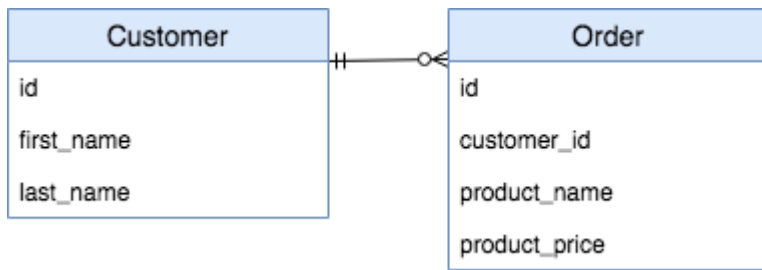 Customer
id
first_name
last_name
Order
id
customer_id
product_name
product_price